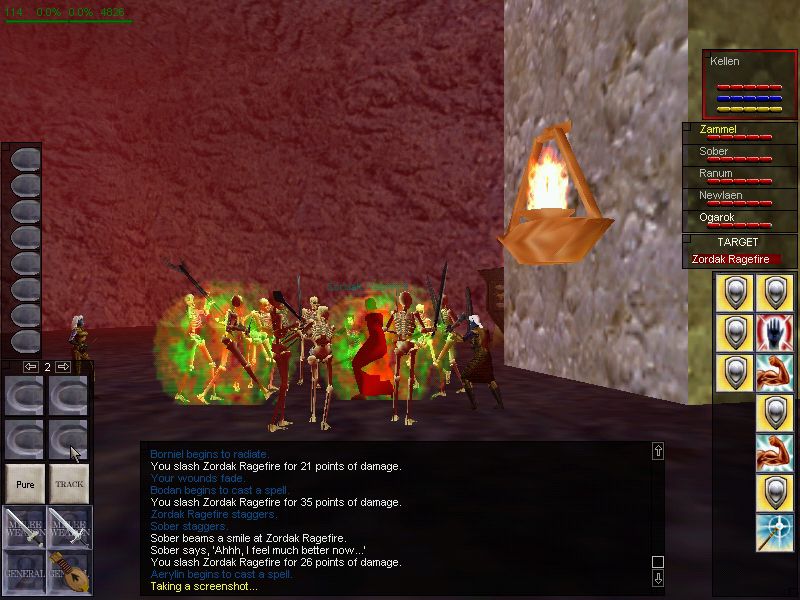 114 0.0% 0.0% 4826
Kellen
Zammel
Sober
Ranum
Newlaen
Ogarok
TARGET
Zordak Ragefire
Zordak Ragefire
2
Pure
TRACK
MELEE WEAPON
MELEE WEAPON
GENERAL
Borniel begins to radiate.
You slash Zordak Ragefire for 21 points of damage.
Your wounds fade.
Bodan begins to cast a spell.
You slash Zordak Ragefire for 35 points of damage.
Zordak Ragefire staggers.
Sober staggers.
Sober beams a smile at Zordak Ragefire.
Sober says, 'Ahhh, I feel much better now...'
You slash Zordak Ragefire for 26 points of damage.
Aerylin begins to cast a spell.
Taking a screenshot...